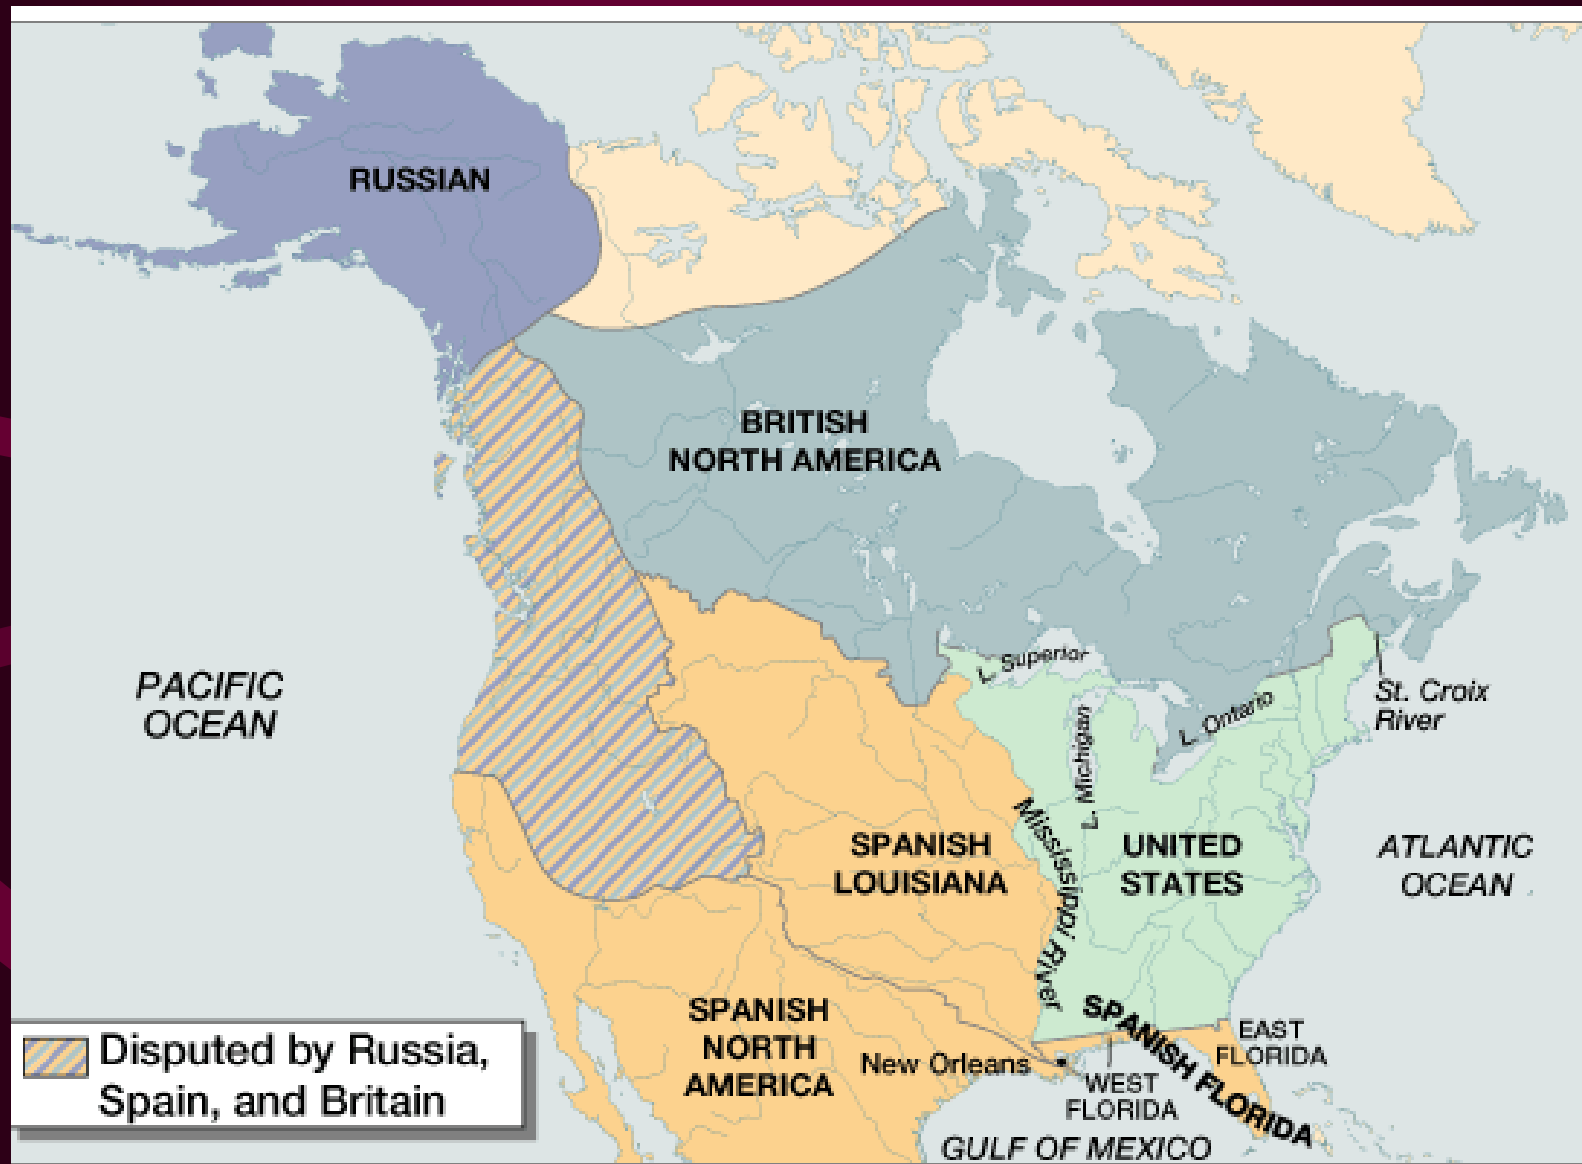 RUSSIAN
BRITISH
NORTH AMERICA
L. Superior
PACIFIC
OCEAN
St. Croix
River
L. Ontario
L. Michigan
Mississippi River
SPANISH
LOUISIANA
UNITED
STATES
ATLANTIC
OCEAN
SPANISH
NORTH
AMERICA
New Orleans
SPANISH FLORIDA
EAST
FLORIDA
WEST
FLORIDA
GULF OF MEXICO
Disputed by Russia,
Spain, and Britain